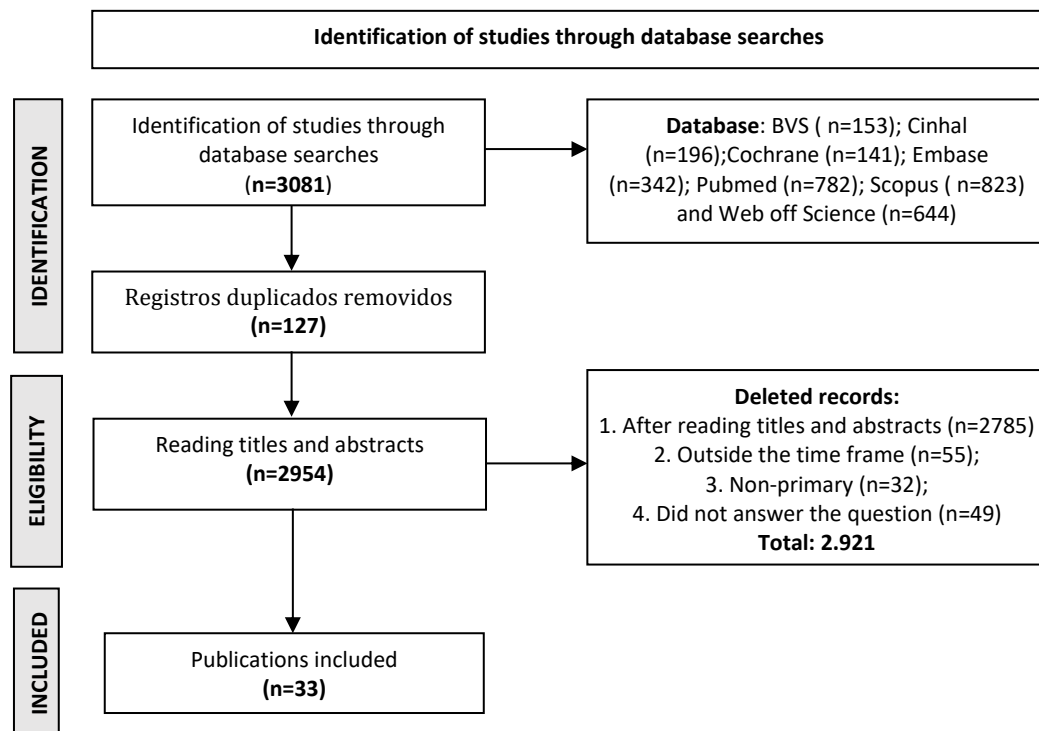 Identification of studies through database searches
IDENTIFICATION
Identification of studies through
database searches
(n=3081)
Database: BVS ( n=153); Cinhal
(n=196);Cochrane (n=141); Embase
(n=342); Pubmed (n=782); Scopus ( n=823)
and Web off Science (n=644)
Registros duplicados removidos
(n=127)
ELIGIBILITY
Reading titles and abstracts
(n=2954)
Deleted records:
1. After reading titles and abstracts (n=2785)
2. Outside the time frame (n=55);
3. Non-primary (n=32);
4. Did not answer the question (n=49)
Total: 2.921
INCLUDED
Publications included
(n=33)